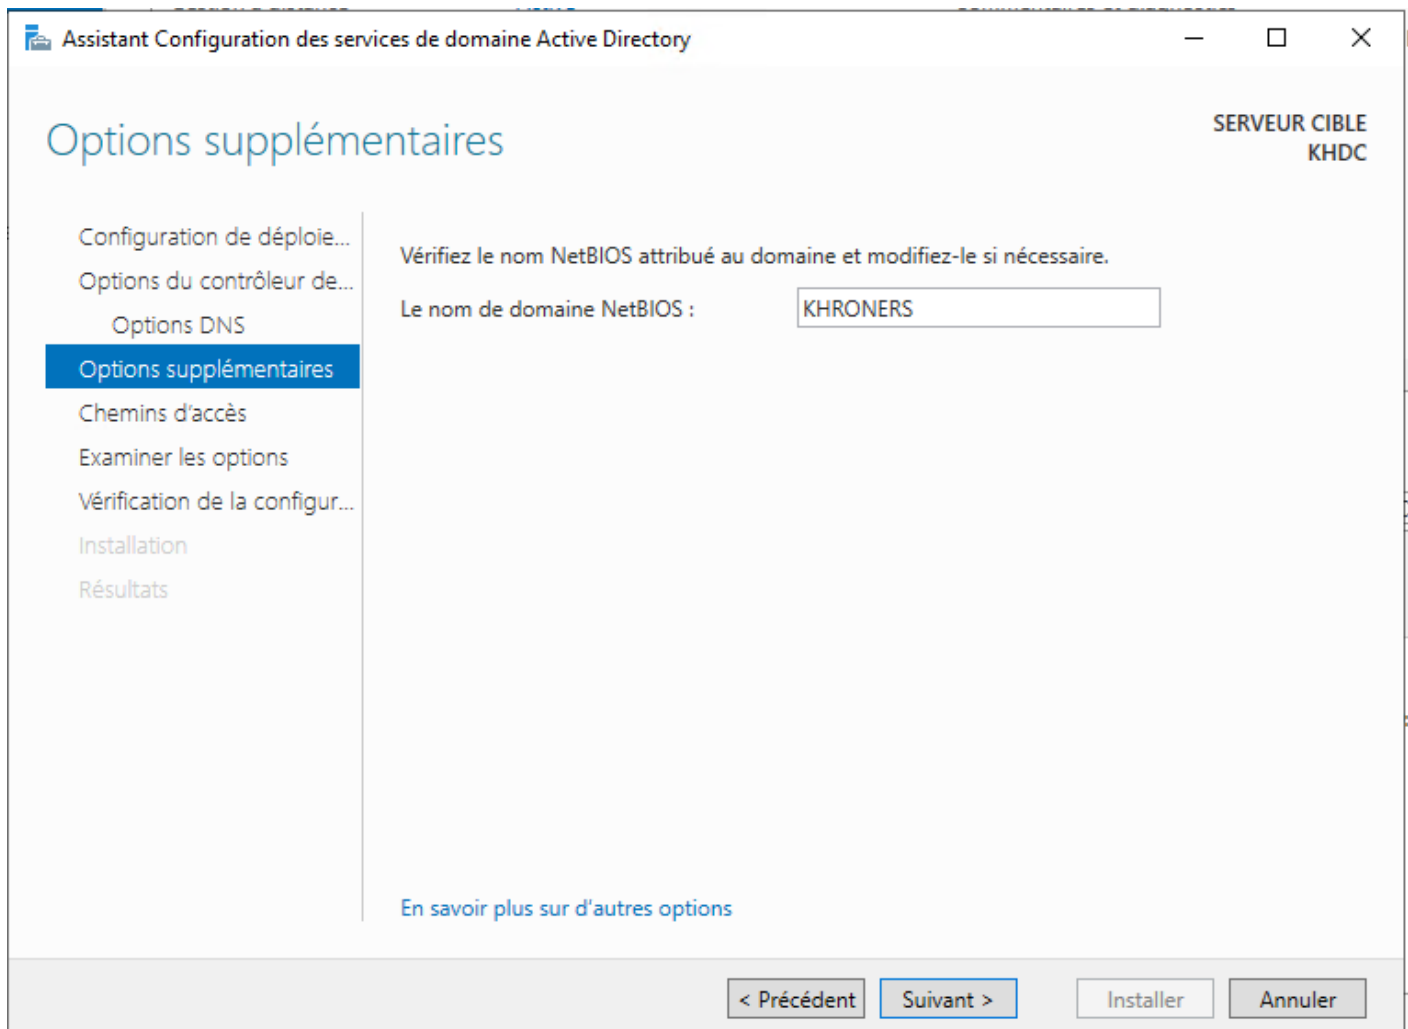 Assistant Configuration des services de domaine Active Directory
Options supplémentaires
SERVEUR CIBLE
KHDC
Configuration de déploie...
Options du contrôleur de...
Options DNS
Options supplémentaires
Chemins d'accès
Examiner les options
Vérification de la configur...
Installation
Résultats
Vérifiez le nom NetBIOS attribué au domaine et modifiez-le si nécessaire.
Le nom de domaine NetBIOS : KHRONERS
En savoir plus sur d'autres options
< Précédent Suivant > Installer Annuler